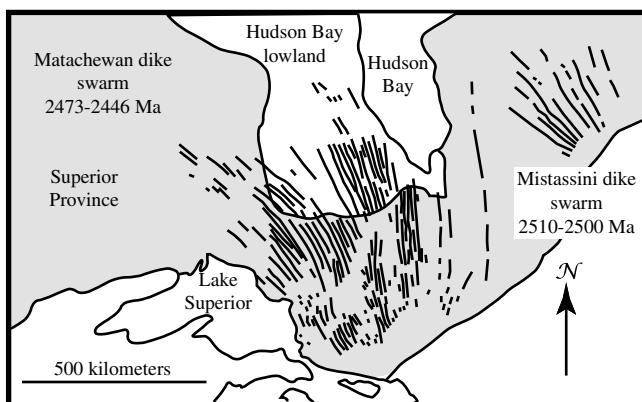 Matachewan dike
swarm
2473-2446 Ma
Hudson Bay
lowland
Hudson
Bay
Superior
Province
Mistassini dike
swarm
2510-2500 Ma
Lake
Superior
N
500 kilometers